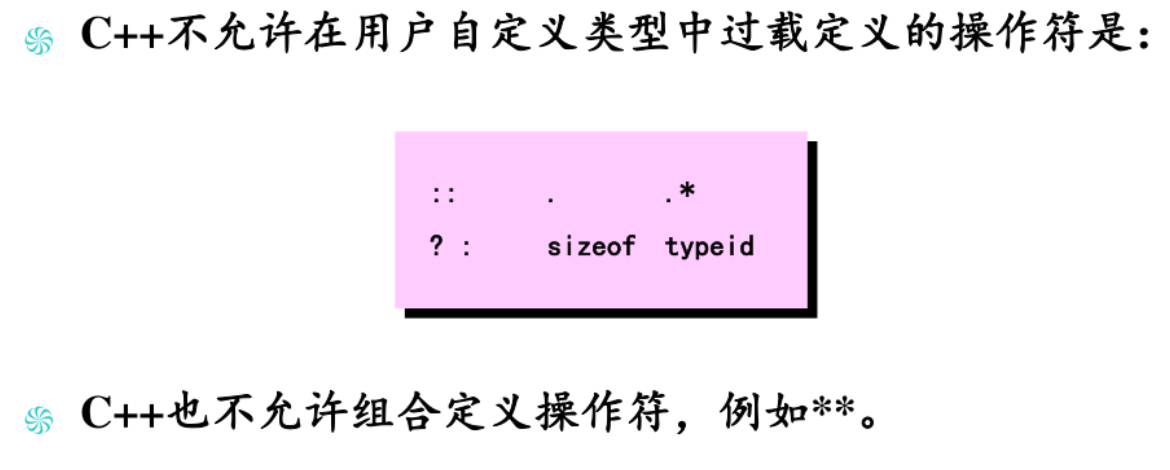 C++不允许在用户自定义类型中过载定义的操作符是：
:: . .*
? : sizeof typeid
C++也不允许组合定义操作符，例如**。